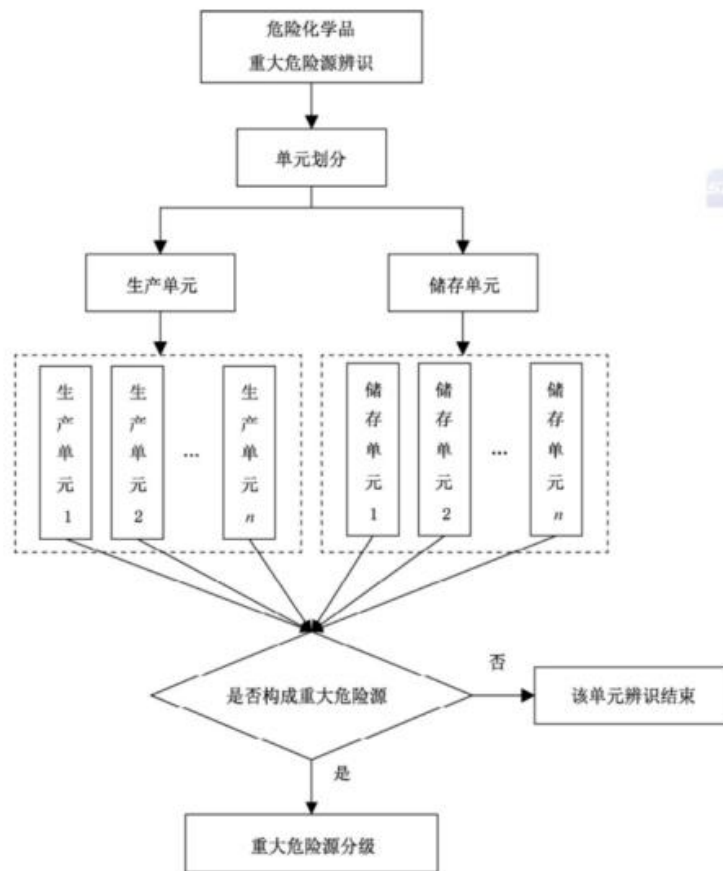 危险化学品
重大危险源辨识
单元划分
生产单元
储存单元
生产单元1
生产单元2
...
生产单元n
储存单元1
储存单元2
...
储存单元n
是否构成重大危险源
否
该单元辨识结束
是
重大危险源分级